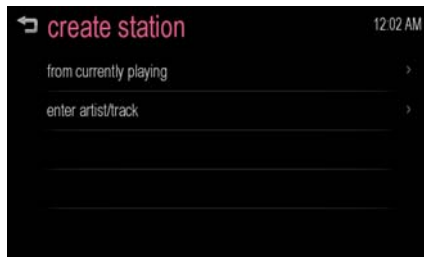 create station
12:02 AM
from currently playing
enter artist/track